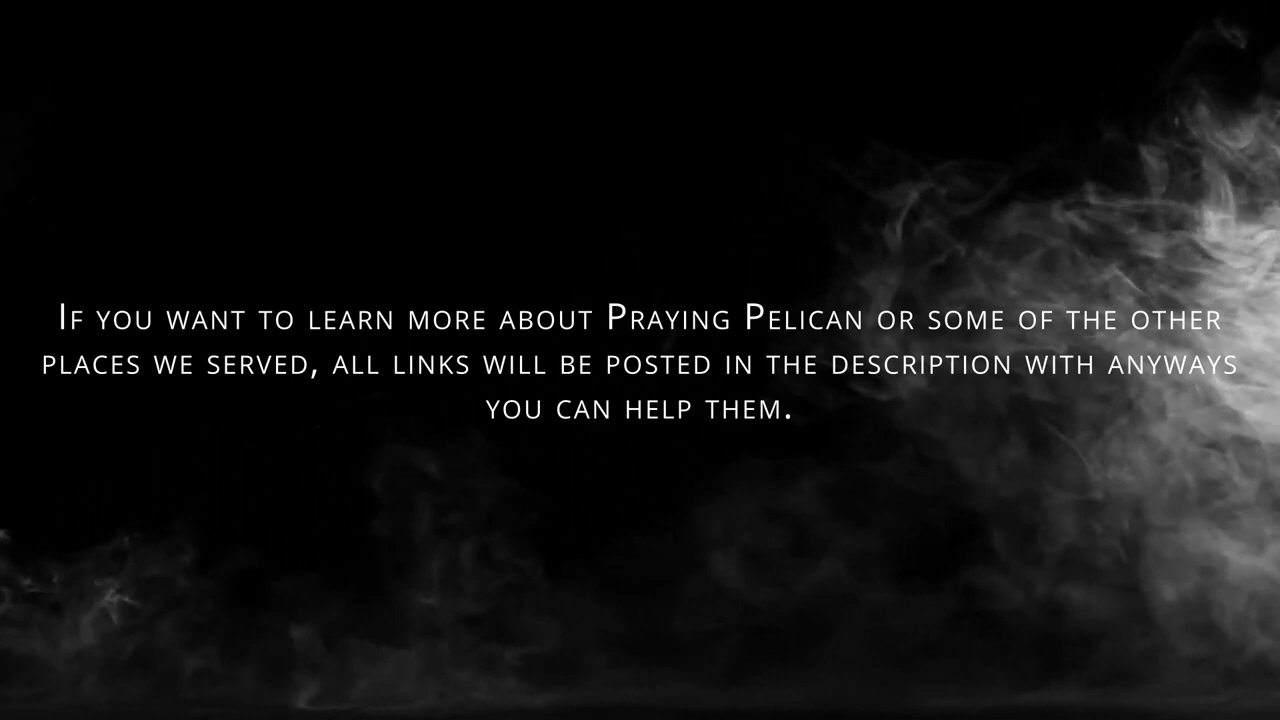 If you want to learn more about Praying Pelican or some of the other
places we served, all links will be posted in the description with anyways
you can help them.